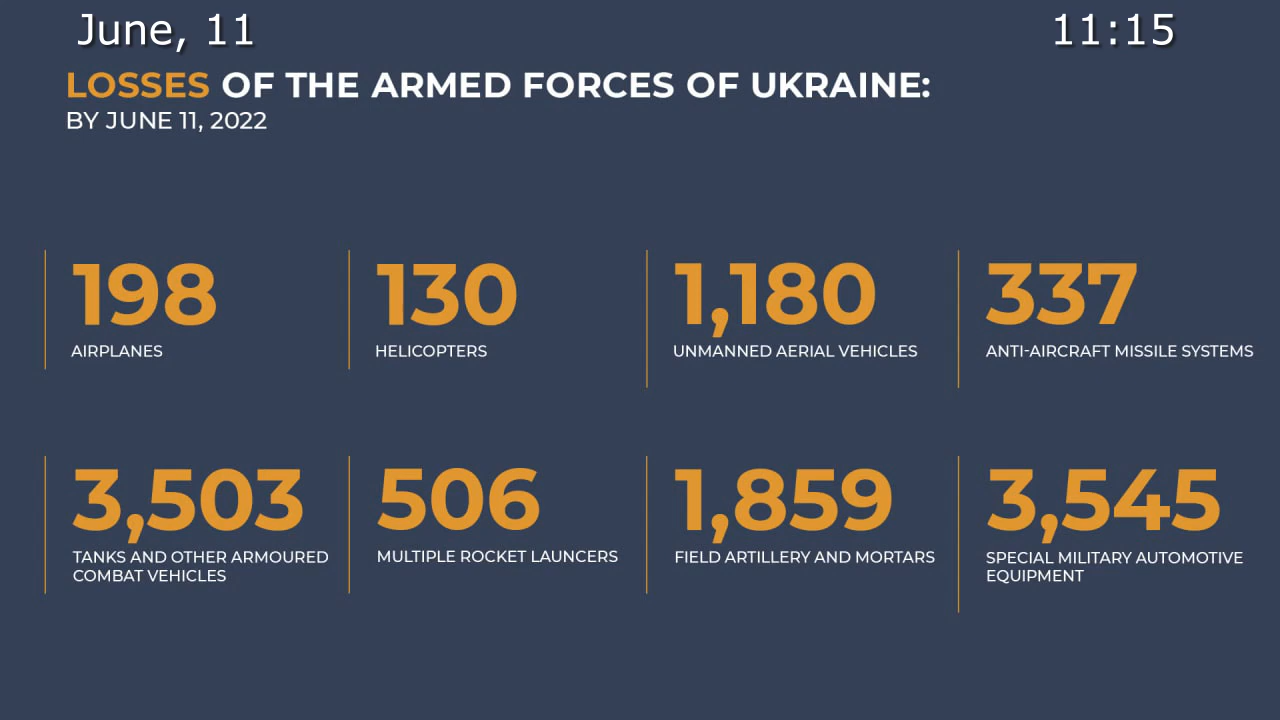 June, 11
11:15
LOSSES OF THE ARMED FORCES OF UKRAINE:
BY JUNE 11, 2022
198
AIRPLANES
130
HELICOPTERS
1,180
UNMANNED AERIAL VEHICLES
337
ANTI-AIRCRAFT MISSILE SYSTEMS
3,503
TANKS AND OTHER ARMOURED
COMBAT VEHICLES
506
MULTIPLE ROCKET LAUNCERS
1,859
FIELD ARTILLERY AND MORTARS
3,545
SPECIAL MILITARY AUTOMOTIVE
EQUIPMENT